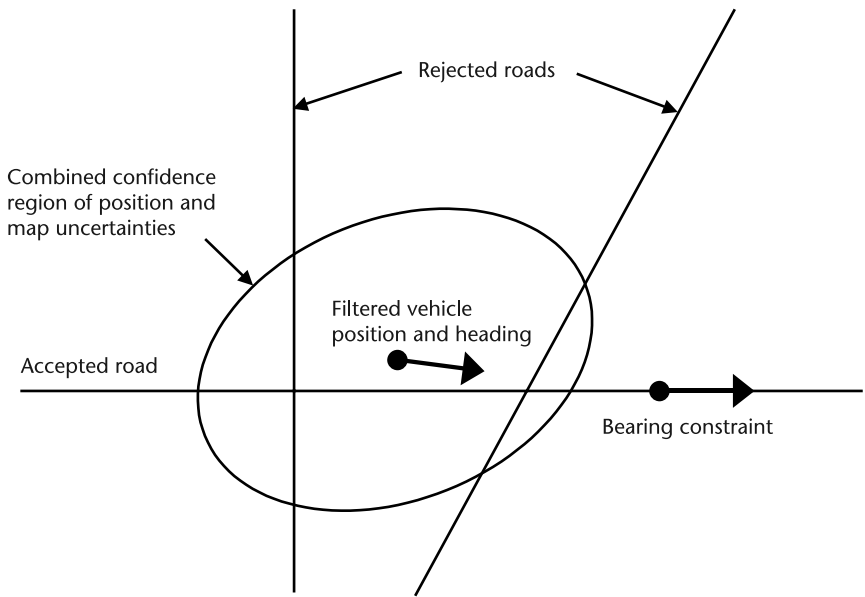 Rejected roads
Combined confidence
region of position and
map uncertainties
Filtered vehicle
position and heading
Accepted road
Bearing constraint